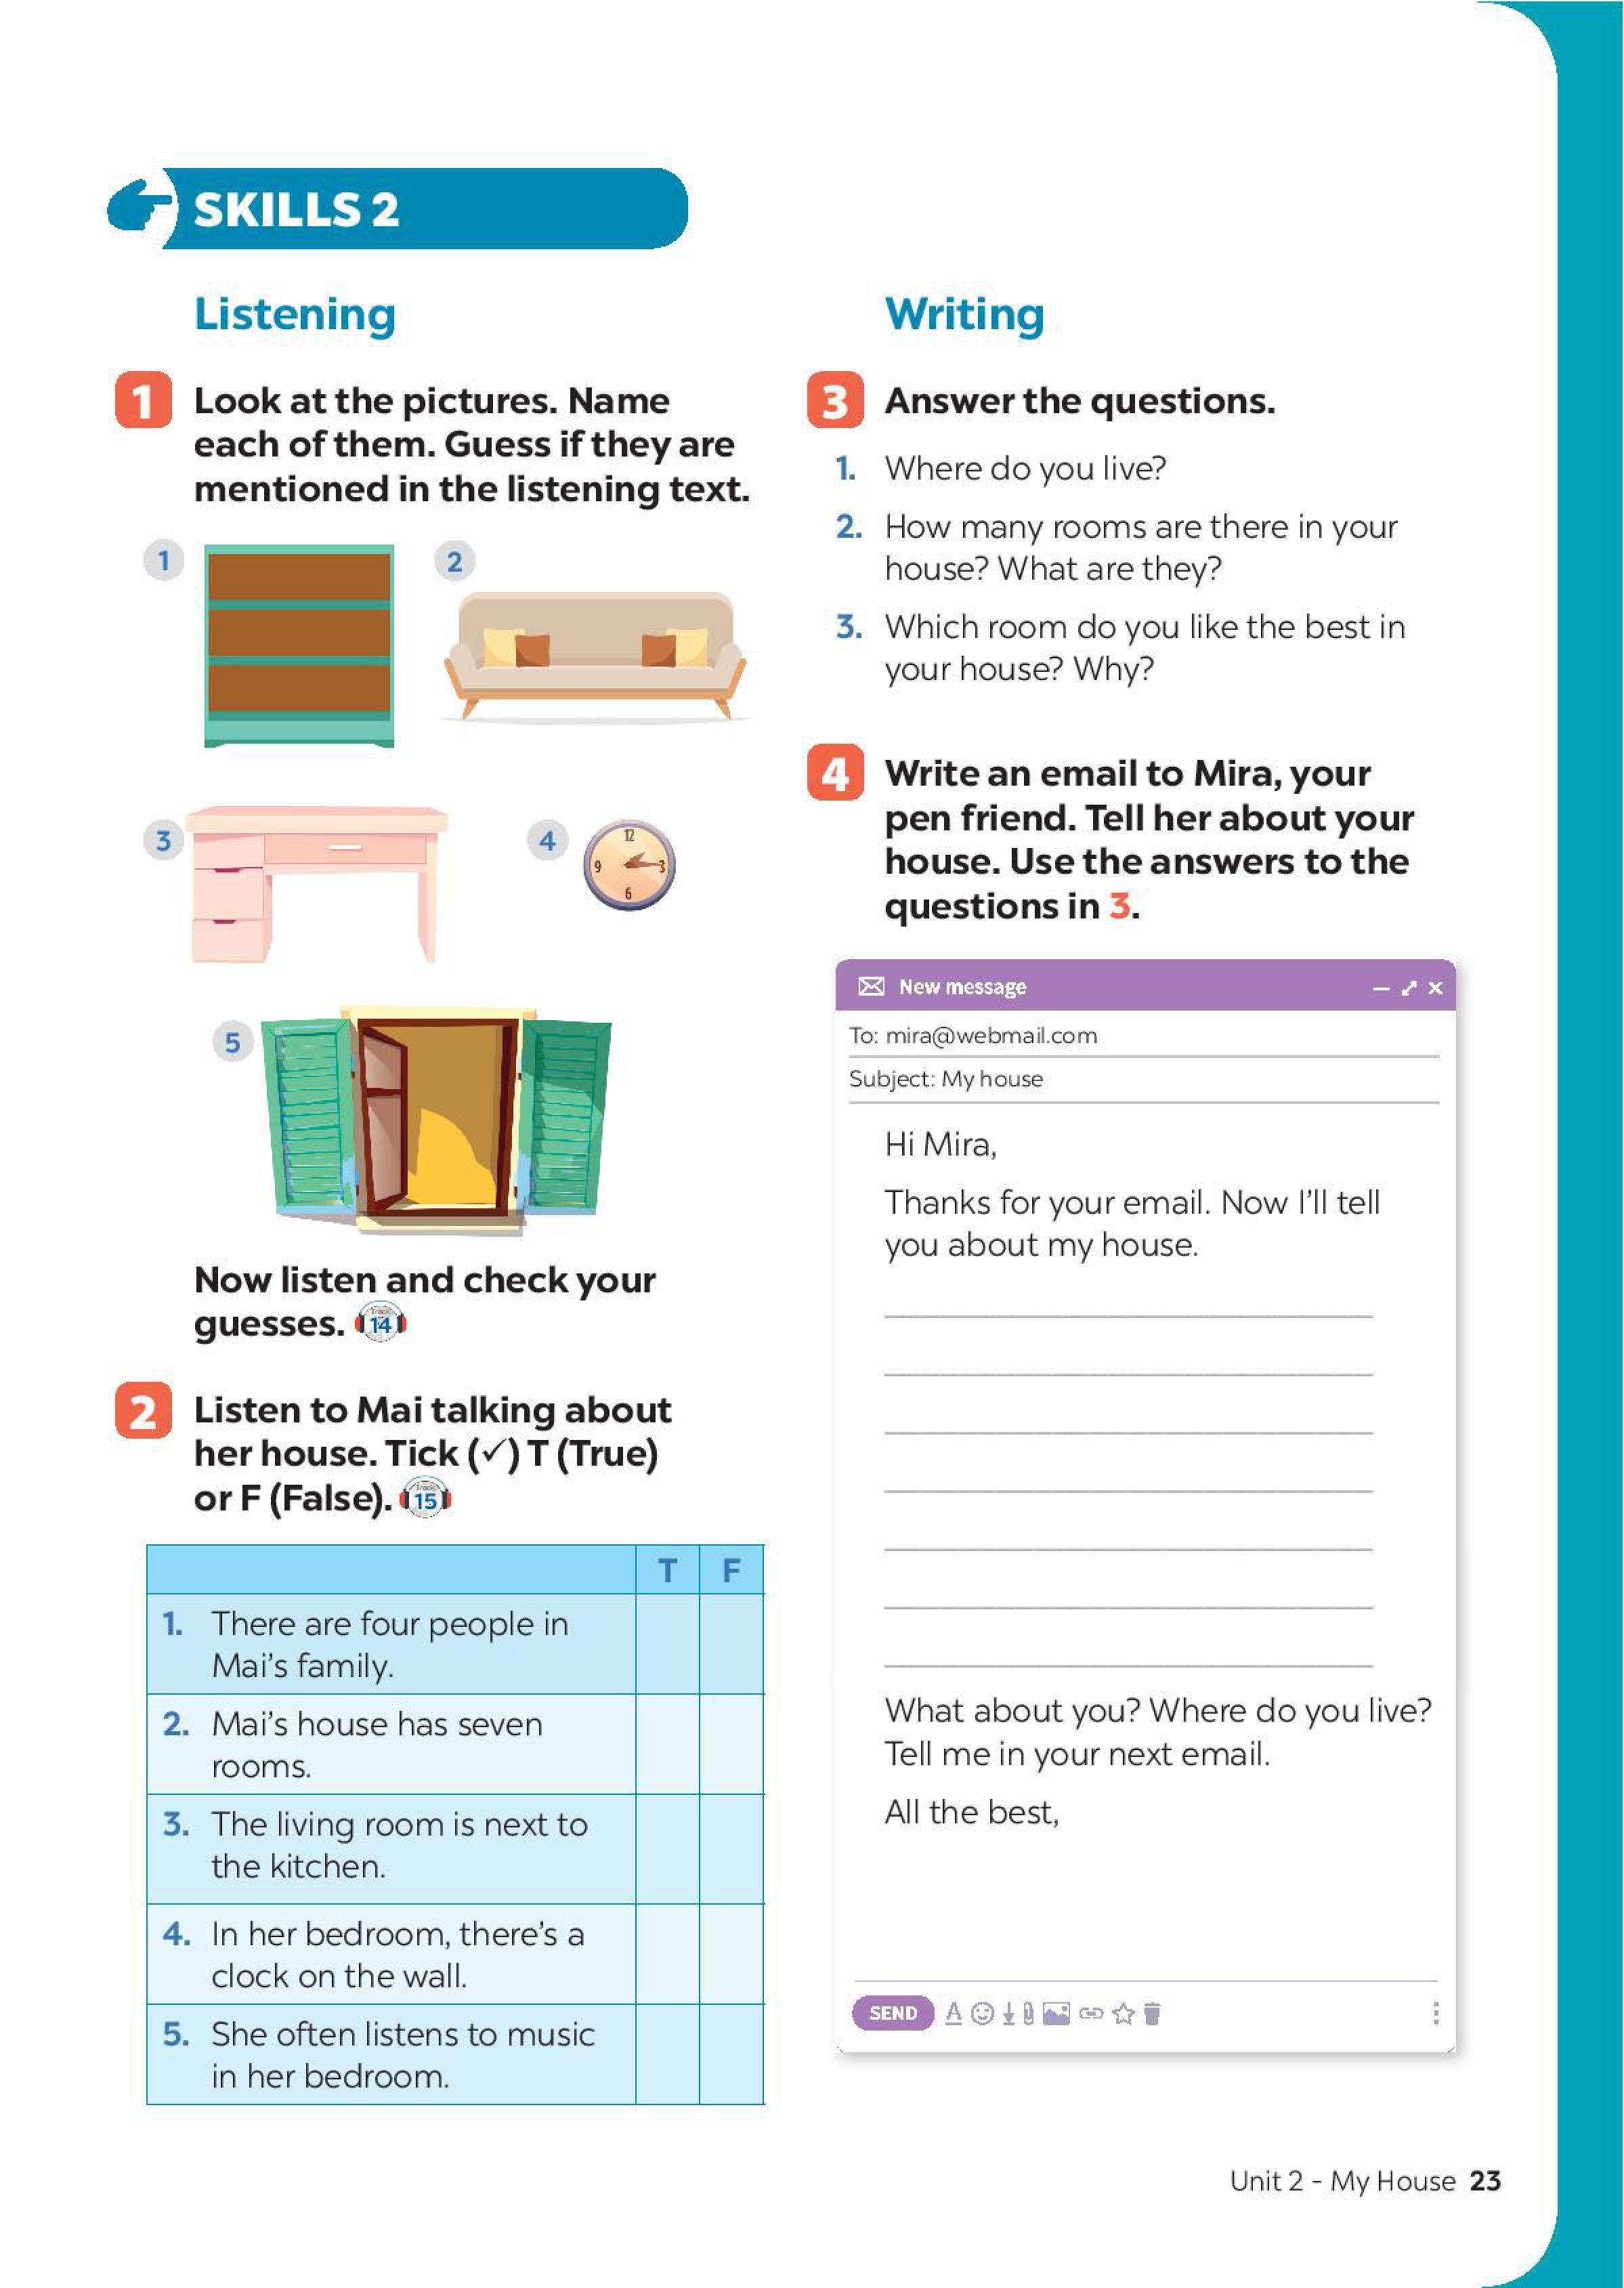 SKILLS 2
Listening
1 Look at the pictures. Name
each of them. Guess if they are
mentioned in the listening text.
1
2
3
4
12
3
6
9
5
Now listen and check your
guesses. Track 14
2 Listen to Mai talking about
her house. Tick (✓) T (True)
or F (False). Track 15
T F
1. There are four people in
Mai's family.
2. Mai's house has seven
rooms.
3. The living room is next to
the kitchen.
4. In her bedroom, there's a
clock on the wall.
5. She often listens to music
in her bedroom.
Writing
3 Answer the questions.
1. Where do you live?
2. How many rooms are there in your
house? What are they?
3. Which room do you like the best in
your house? Why?
4 Write an email to Mira, your
pen friend. Tell her about your
house. Use the answers to the
questions in 3.
New message
To: mira@webmail.com
Subject: My house
Hi Mira,
Thanks for your email. Now I'll tell
you about my house.
What about you? Where do you live?
Tell me in your next email.
All the best,
SEND A
Unit 2 - My House 23